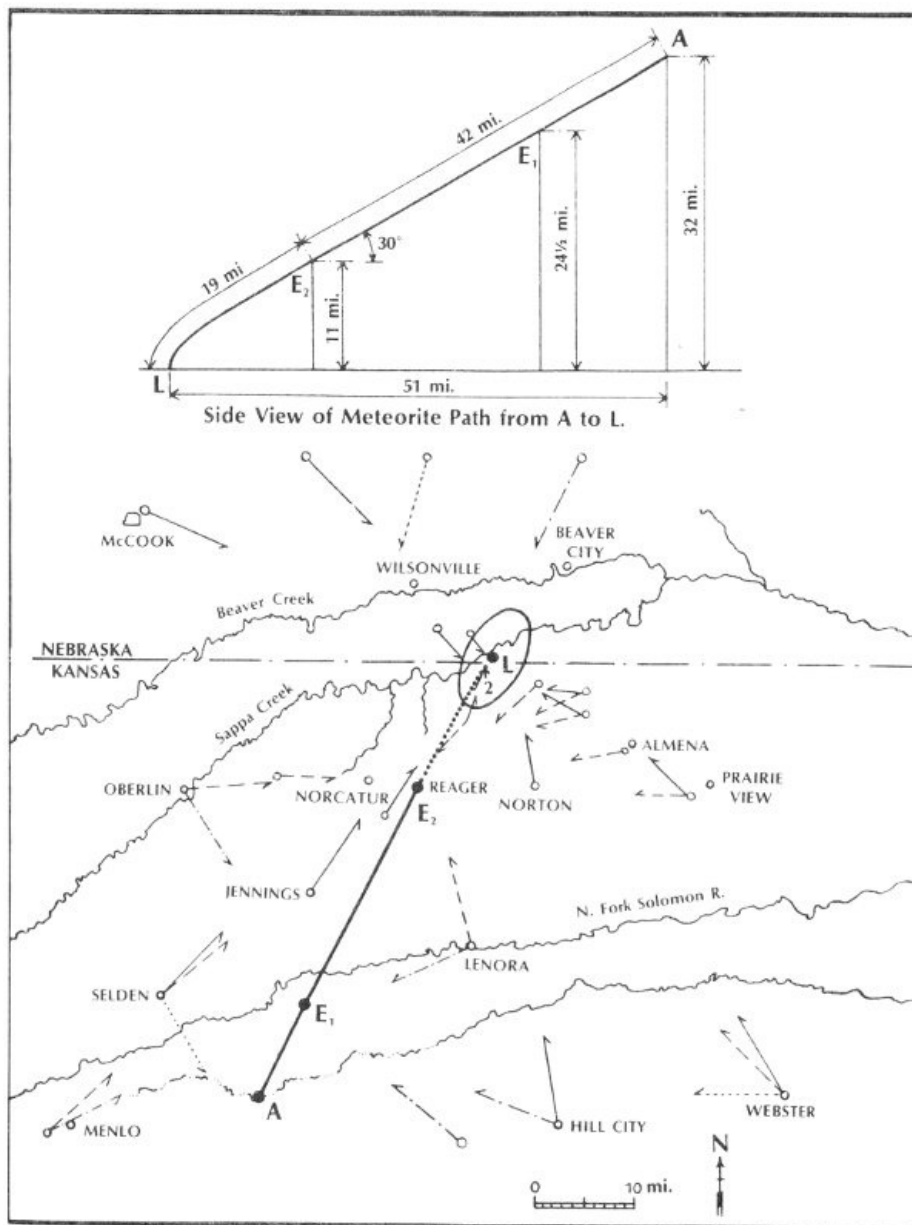 A
42 mi.
E₁
19 mi
30°
E₂
11 mi.
24½ mi.
32 mi.
L
51 mi.
Side View of Meteorite Path from A to L.
McCOOK
BEAVER
CITY
WILSONVILLE
Beaver Creek
NEBRASKA
KANSAS
L
2
Sappa Creek
OBERLIN
NORCATUR
REAGER
E₂
NORTON
ALMENA
PRAIRIE
VIEW
JENNINGS
N. Fork Solomon R.
LENORA
SELDEN
E₁
A
MENLO
HILL CITY
WEBSTER
N
0 10 mi.